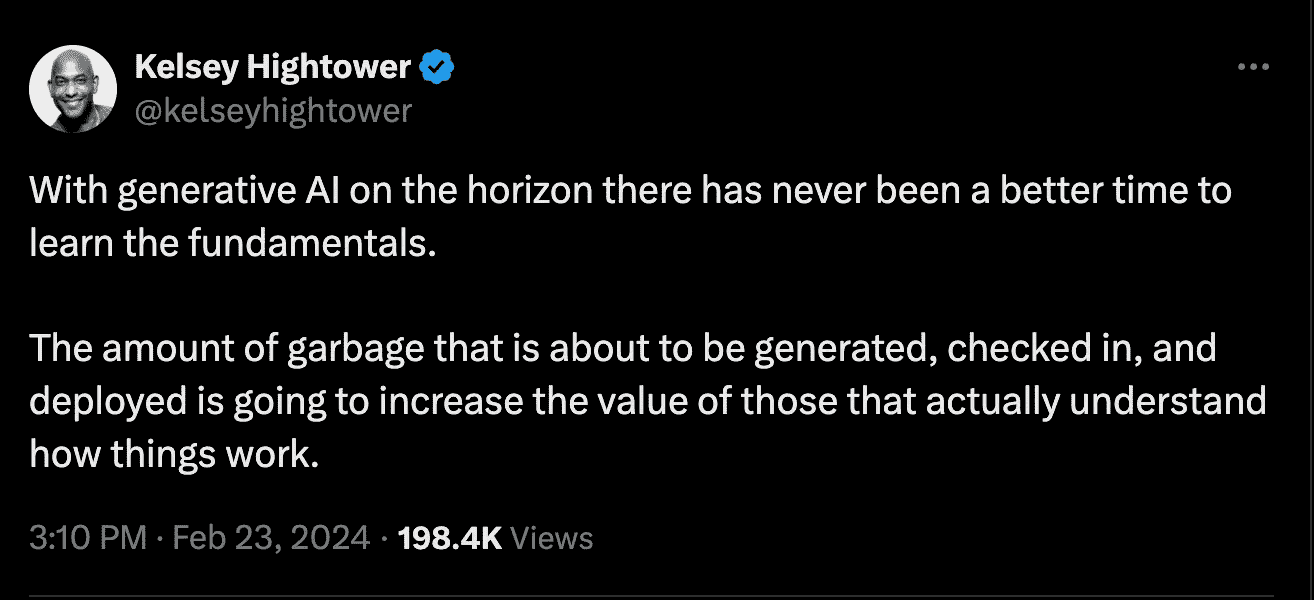 Kelsey Hightower
@kelseyhightower
With generative AI on the horizon there has never been a better time to
learn the fundamentals.
The amount of garbage that is about to be generated, checked in, and
deployed is going to increase the value of those that actually understand
how things work.
3:10 PM · Feb 23, 2024 · 198.4K Views